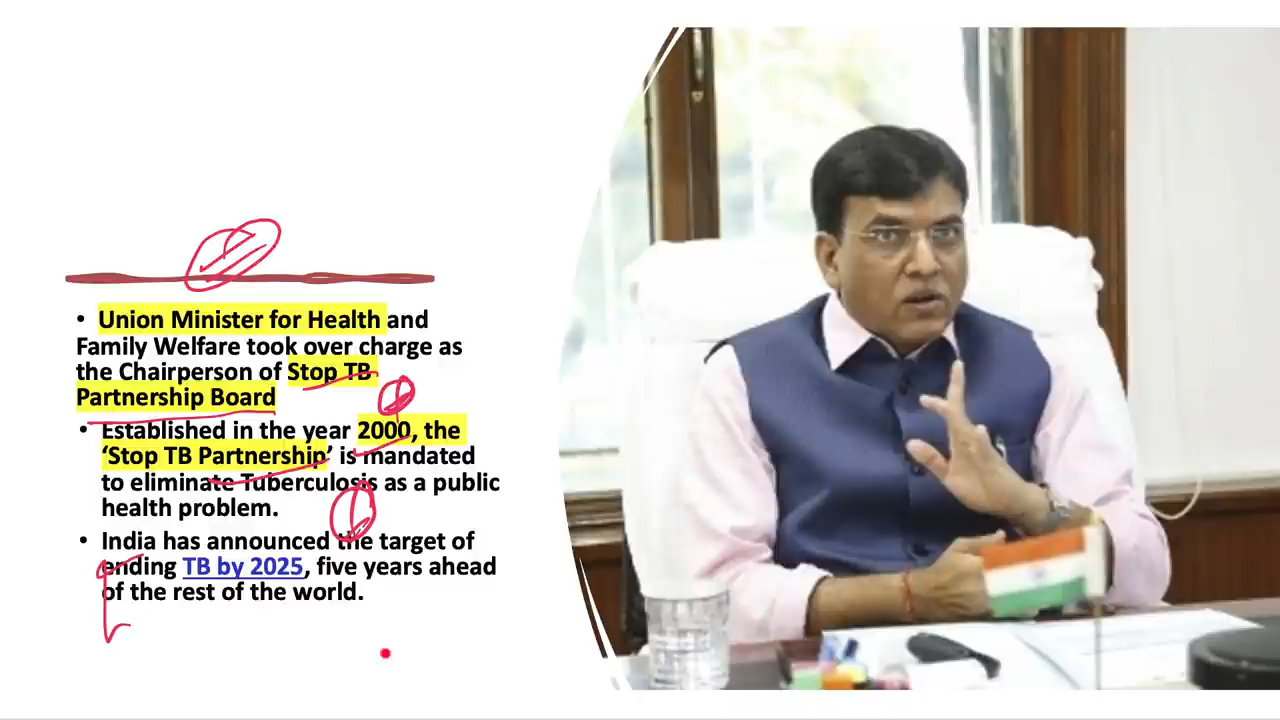 • Union Minister for Health and
Family Welfare took over charge as
the Chairperson of Stop TB
Partnership Board
• Established in the year 2000, the
‘Stop TB Partnership’ is mandated
to eliminate Tuberculosis as a public
health problem.
• India has announced the target of
ending TB by 2025, five years ahead
of the rest of the world.